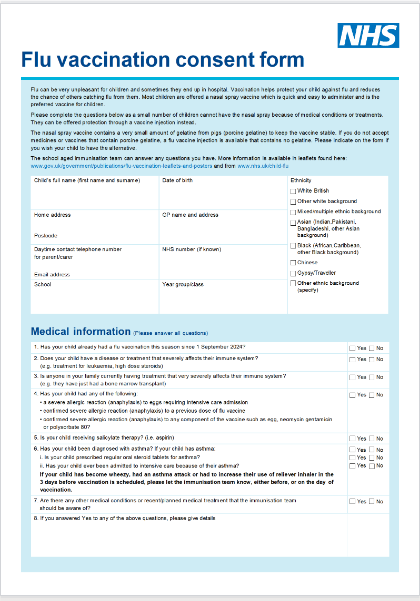 NHS
Flu vaccination consent form
Flu can be very unpleasant for children and sometimes they end up in hospital. Vaccination helps protect your child against flu and reduces
the chance of others catching flu from them. Most children are offered a nasal spray vaccine which is quick and easy to administer and is the
preferred vaccine for children.
Please complete the questions below as a small number of children cannot have the nasal spray because of medical conditions or treatments.
They can be offered protection through a vaccine injection instead.
The nasal spray vaccine contains a very small amount of gelatine from pigs (porcine gelatine) to keep the vaccine stable. If you do not accept
medicines or vaccines that contain porcine gelatine, a flu vaccine injection is available that contains no gelatine. Please indicate on the form if
you wish your child to have the alternative.
The school aged immunisation team can answer any questions you have. More information is available in leaflets found here:
www.gov.uk/government/publications/flu-vaccination-leaflets-and-posters and from www.nhs.uk/child-flu
Child's full name (first name and surname)
Date of birth
Ethnicity
White British
Other white background
Mixed/multiple ethnic background
Asian (Indian, Pakistani,
Bangladeshi, other Asian
background)
Black (African, Caribbean,
other Black background)
Chinese
Gypsy/Traveller
Other ethnic background
(specify)
Home address
Postcode
GP name and address
Daytime contact telephone number
for parent/carer
Email address
NHS number (if known)
School
Year group/class
Medical information (Please answer all questions)
1. Has your child already had a flu vaccination this season since 1 September 2024? Yes No
2. Does your child have a disease or treatment that severely affects their immune system? Yes No
(e.g. treatment for leukaemia, high dose steroids)
3. Is anyone in your family currently having treatment that very severely affects their immune system? Yes No
(e.g. they have just had a bone marrow transplant)
4. Has your child had any of the following Yes No
• a severe allergic reaction (anaphylaxis) to eggs requiring intensive care admission
• confirmed severe allergic reaction (anaphylaxis) to a previous dose of flu vaccine
• confirmed severe allergic reaction (anaphylaxis) to any component of the vaccine such as egg, neomycin gentamicin
or polysorbate 80?
5. Is your child receiving salicylate therapy? (i.e. aspirin) Yes No
6. Has your child been diagnosed with asthma? If your child has asthma: Yes No
i. Is your child prescribed regular oral steroid tablets for asthma? Yes No
ii. Has your child ever been admitted to intensive care because of their asthma? Yes No
If your child has become wheezy, had an asthma attack or had to increase their use of reliever inhaler in the
3 days before vaccination is scheduled, please let the immunisation team know, either before, or on the day of
vaccination.
7. Are there any other medical conditions or recent/planned medical treatment that the immunisation team Yes No
should be aware of?
8. If you answered Yes to any of the above questions, please give details